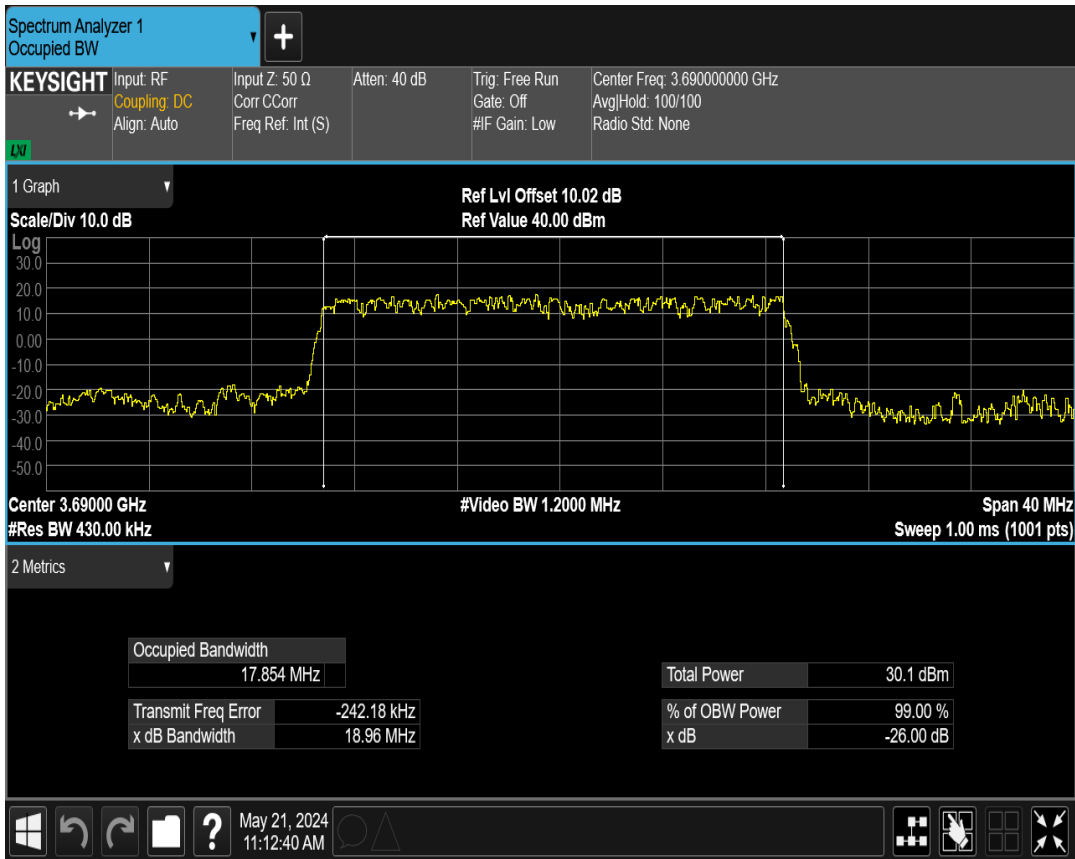 Spectrum Analyzer 1
Occupied BW
KEYSIGHT
LXI
Input: RF
Coupling: DC
Align: Auto
Input Z: 50 Ω
Corr CCorr
Freq Ref: Int (S)
Atten: 40 dB
Trig: Free Run
Gate: Off
#IF Gain: Low
Center Freq: 3.690000000 GHz
Avg|Hold: 100/100
Radio Std: None
1 Graph
Scale/Div 10.0 dB
Ref Lvl Offset 10.02 dB
Ref Value 40.00 dBm
Log
30.0
20.0
10.0
0.00
-10.0
-20.0
-30.0
-40.0
-50.0
Center 3.69000 GHz
#Video BW 1.2000 MHz
Span 40 MHz
#Res BW 430.00 kHz
Sweep 1.00 ms (1001 pts)
2 Metrics
Occupied Bandwidth
17.854 MHz
Total Power 30.1 dBm
Transmit Freq Error -242.18 kHz
% of OBW Power 99.00 %
x dB Bandwidth 18.96 MHz
x dB -26.00 dB
May 21, 2024
11:12:40 AM